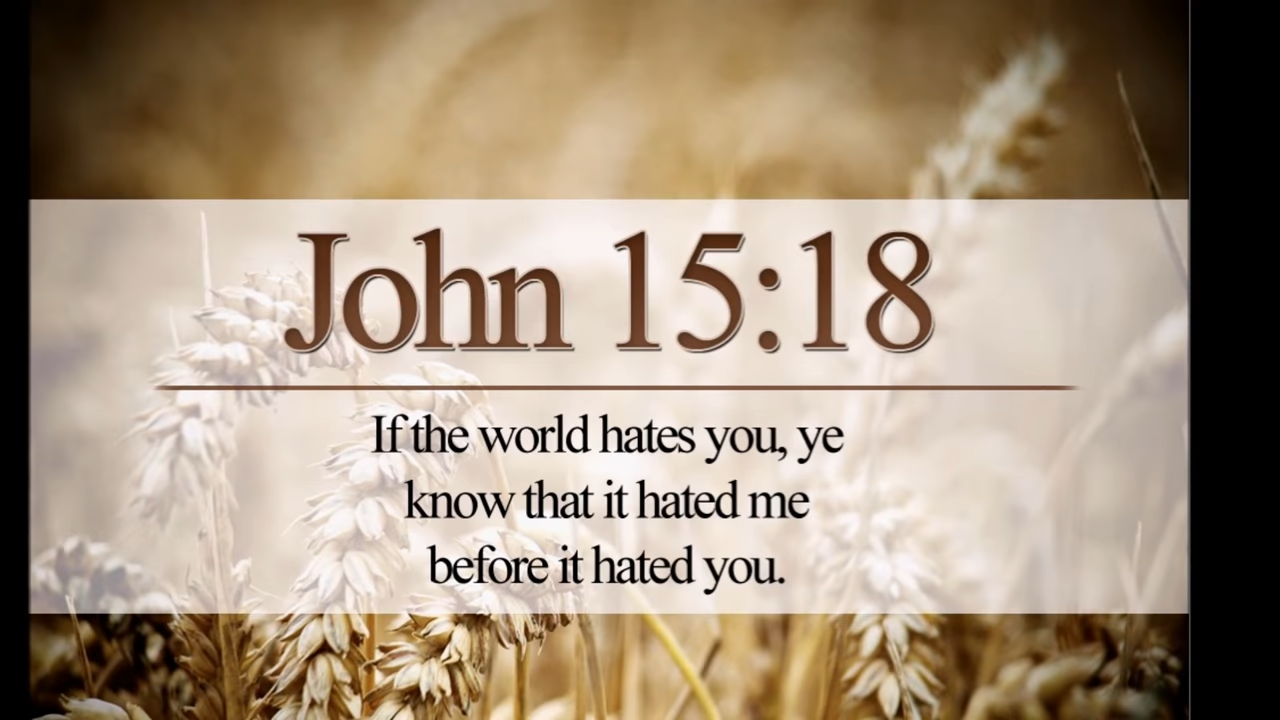 John 15:18
If the world hates you, ye
know that it hated me
before it hated you.